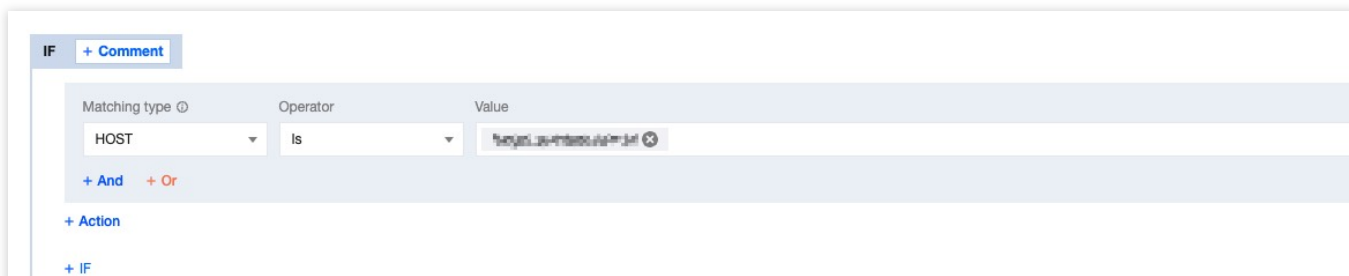 IF + Comment
Matching type Operator Value
HOST Is
+ And + Or
+ Action
+ IF